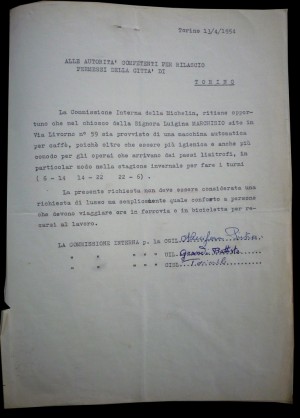 Torino 13/4/1954
ALLE AUTORITA' COMPETENTI PER RILASCIO
PERMESSI DELLA CITTA' DI
TORINO
La Commissione Interna della Michelin, ritiene oppor-
tuno che nel chiosco della Signora Luigina sito in
Via Livorno n° 59 sia provvisto di una macchina automatica
per caffè, poichè oltre che essere più igienico è anche più
comodo per gli operai che arrivano dai paesi limitrofi, in
particolar modo nella stagione invernale per fare i turni
( 6 - 14 14 - 22 22 - 6).
La presente richiesta non deve essere considerata una
richiesta di lusso ma semplicemente quale conforto a persone
che devono viaggiare ore in ferrovia o in bicicletta per re-
carsi al lavoro.
LA COMMISSIONE INTERNA p. la CGIL
" " " " " UIL Battista
" " " " " CISL